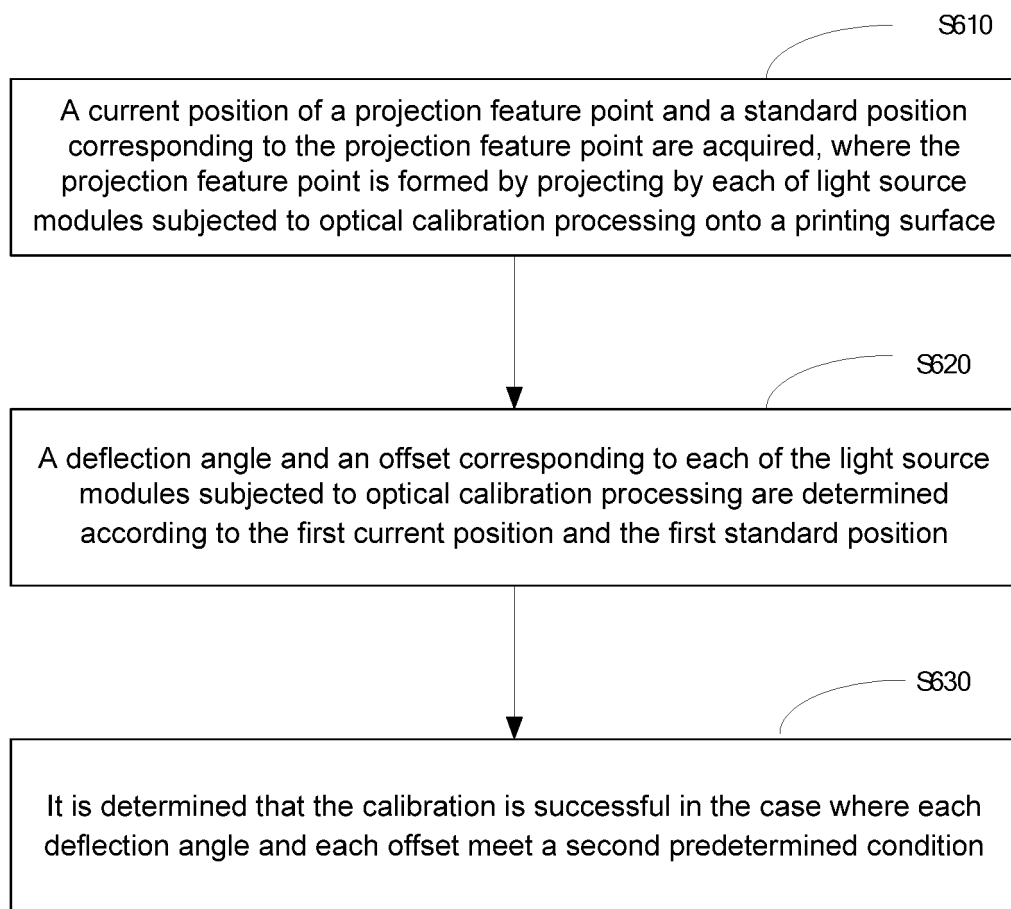 S610
A current position of a projection feature point and a standard position
corresponding to the projection feature point are acquired, where the
projection feature point is formed by projecting by each of light source
modules subjected to optical calibration processing onto a printing surface
S620
A deflection angle and an offset corresponding to each of the light source
modules subjected to optical calibration processing are determined
according to the first current position and the first standard position
S630
It is determined that the calibration is successful in the case where each
deflection angle and each offset meet a second predetermined condition